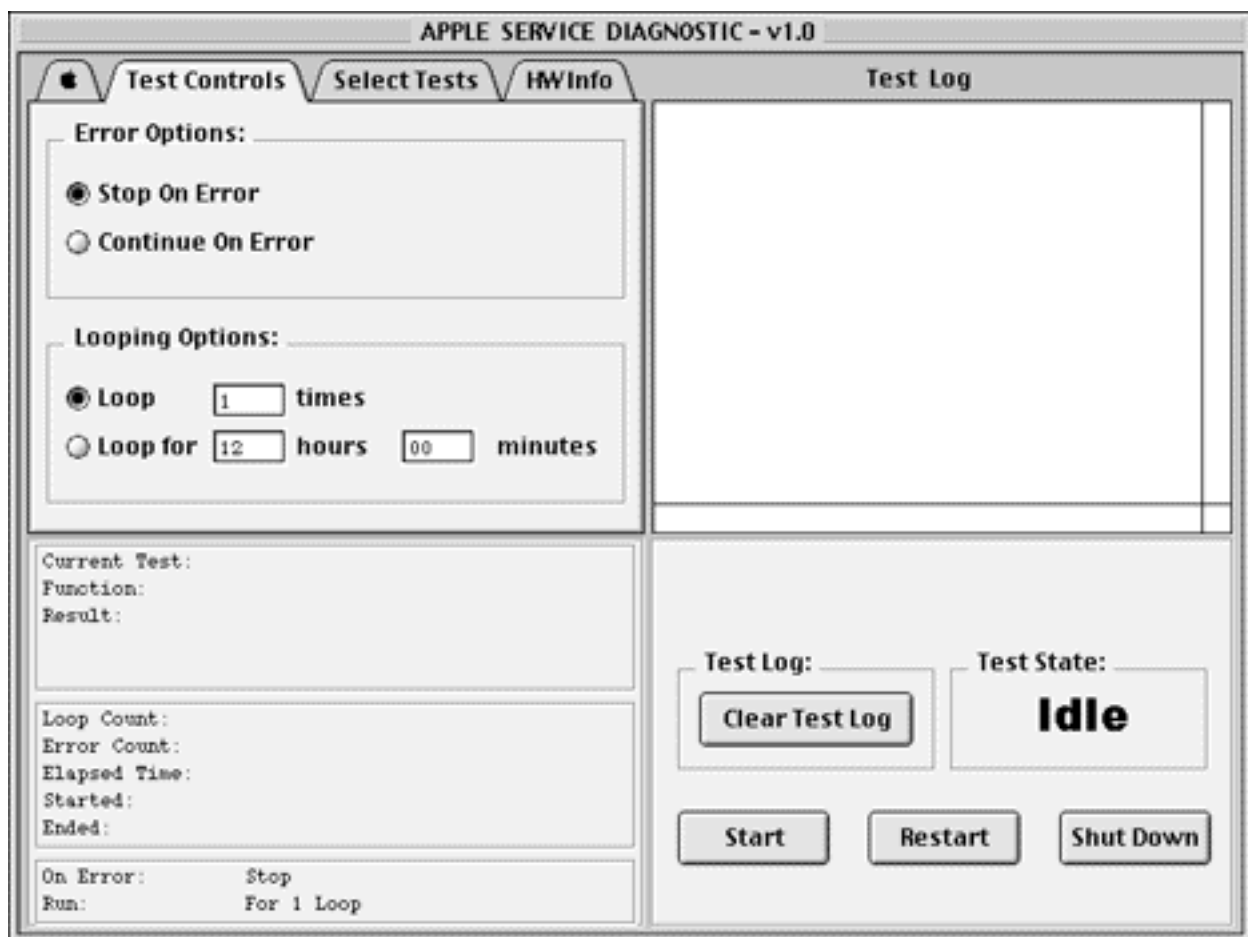 APPLE SERVICE DIAGNOSTIC - v1.0
Test Controls
Select Tests
HW Info
Test Log
Error Options:
Stop On Error
Continue On Error
Looping Options:
Loop 1 times
Loop for 12 hours 00 minutes
Current Test:
Function:
Result:
Loop Count:
Error Count:
Elapsed Time:
Started:
Ended:
On Error: Stop
Run: For 1 Loop
Test Log:
Clear Test Log
Test State:
Idle
Start
Restart
Shut Down